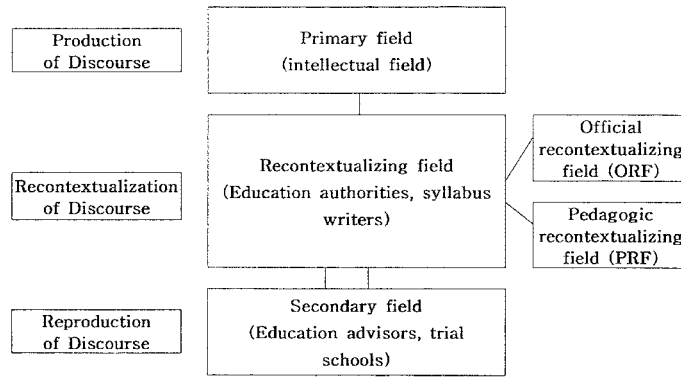 Production
of Discourse
Primary field
(intellectual field)
Recontextualization
of Discourse
Recontextualizing field
(Education authorities, syllabus
writers)
Official
recontextualizing
field (ORF)
Pedagogic
recontextualizing
field (PRF)
Reproduction
of Discourse
Secondary field
(Education advisors, trial
schools)